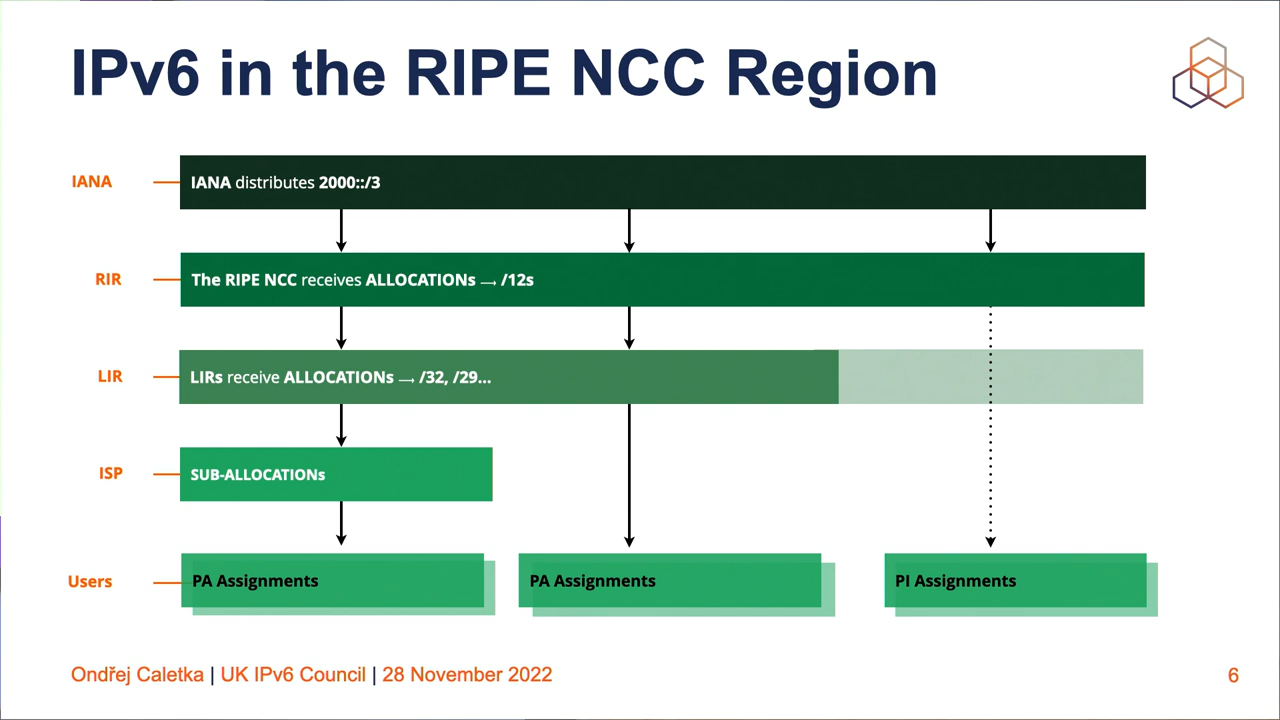 IPv6 in the RIPE NCC Region
IANA
IANA distributes 2000::/3
RIR
The RIPE NCC receives ALLOCATIONs → /12s
LIR
LIRs receive ALLOCATIONs → /32, /29...
ISP
SUB-ALLOCATIONs
Users
PA Assignments
PA Assignments
PI Assignments
Ondřej Caletka | UK IPv6 Council | 28 November 2022
6